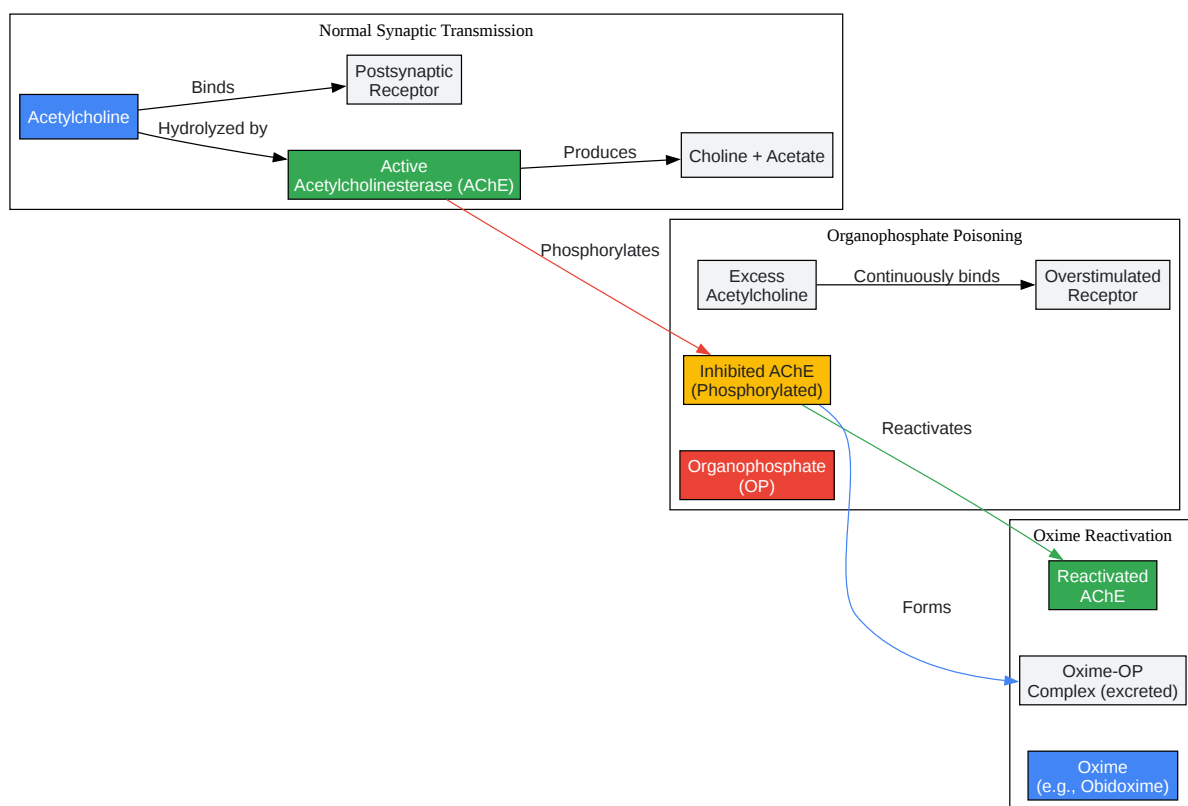 Normal Synaptic Transmission
Postsynaptic
Receptor
Binds
Acetylcholine
Hydrolyzed by
Active
Acetylcholinesterase (AChE)
Produces
Choline + Acetate
Phosphorylates
Organophosphate Poisoning
Excess
Acetylcholine
Continuously binds
Overstimulated
Receptor
Inhibited AChE
(Phosphorylated)
Reactivates
Organophosphate
(OP)
Oxime Reactivation
Reactivated
AChE
Forms
Oxime-OP
Complex (excreted)
Oxime
(e.g., Obidoxime)